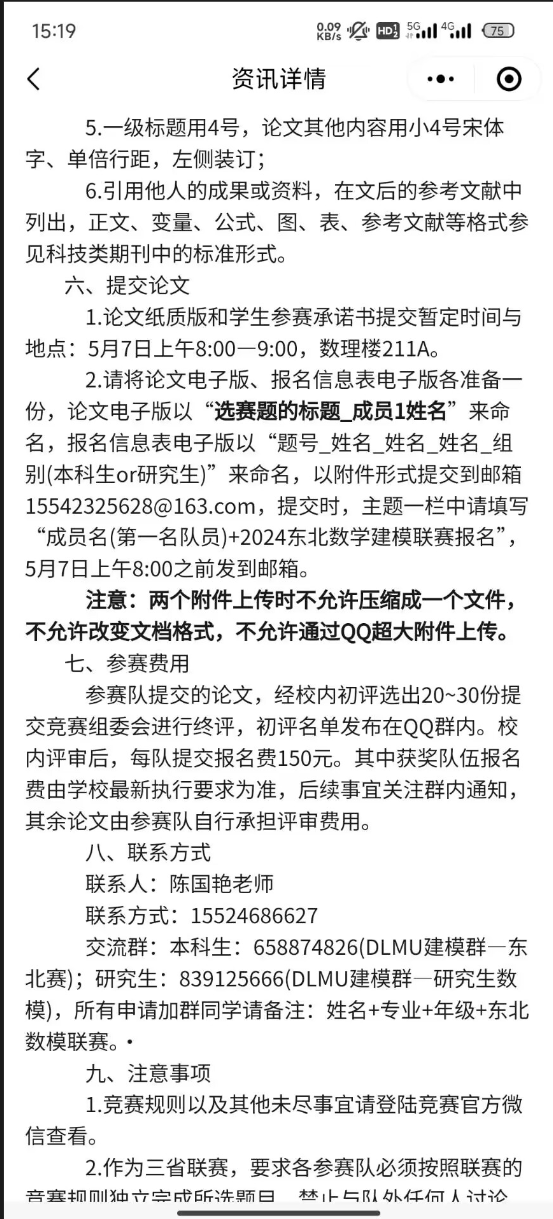 15:19
0.09 KB/s HD 1 2 5G 4G 75
资讯详情
5.一级标题用4号，论文其他内容用小4号宋体
字、单倍行距，左侧装订；
6.引用他人的成果或资料，在文后的参考文献中
列出，正文、变量、公式、图、表、参考文献等格式参
见科技类期刊中的标准形式。
六、提交论文
1.论文纸质版和学生参赛承诺书提交暂定时间与
地点：5月7日上午8:00—9:00，数理楼211A。
2.请将论文电子版、报名信息表电子版各准备一
份，论文电子版以“选赛题的标题_成员1姓名”来命
名，报名信息表电子版以“题号_姓名_姓名_姓名_组
别(本科生or研究生)”来命名，以附件形式提交到邮箱
15542325628@163.com，提交时，主题一栏中请填写
“成员名(第一名队员)+2024东北数学建模联赛报名”，
5月7日上午8:00之前发到邮箱。
注意：两个附件上传时不允许压缩成一个文件，
不允许改变文档格式，不允许通过QQ超大附件上传。
七、参赛费用
参赛队提交的论文，经校内初评选出20~30份提
交竞赛组委会进行终评，初评名单发布在QQ群内。校
内评审后，每队提交报名费150元。其中获奖队伍报名
费由学校最新执行要求为准，后续事宜关注群内通知，
其余论文由参赛队自行承担评审费用。
八、联系方式
联系人：陈国艳老师
联系方式：15524686627
交流群：本科生：658874826(DLMU建模群—东
北赛)；研究生：839125666(DLMU建模群—研究生数
模)，所有申请加群同学请备注：姓名+专业+年级+东北
数模联赛。•
九、注意事项
1.竞赛规则以及其他未尽事宜请登陆竞赛官方微
信查看。
2.作为三省联赛，要求各参赛队必须按照联赛的
竞赛规则独立完成所选题目，禁止与队外任何人讨论